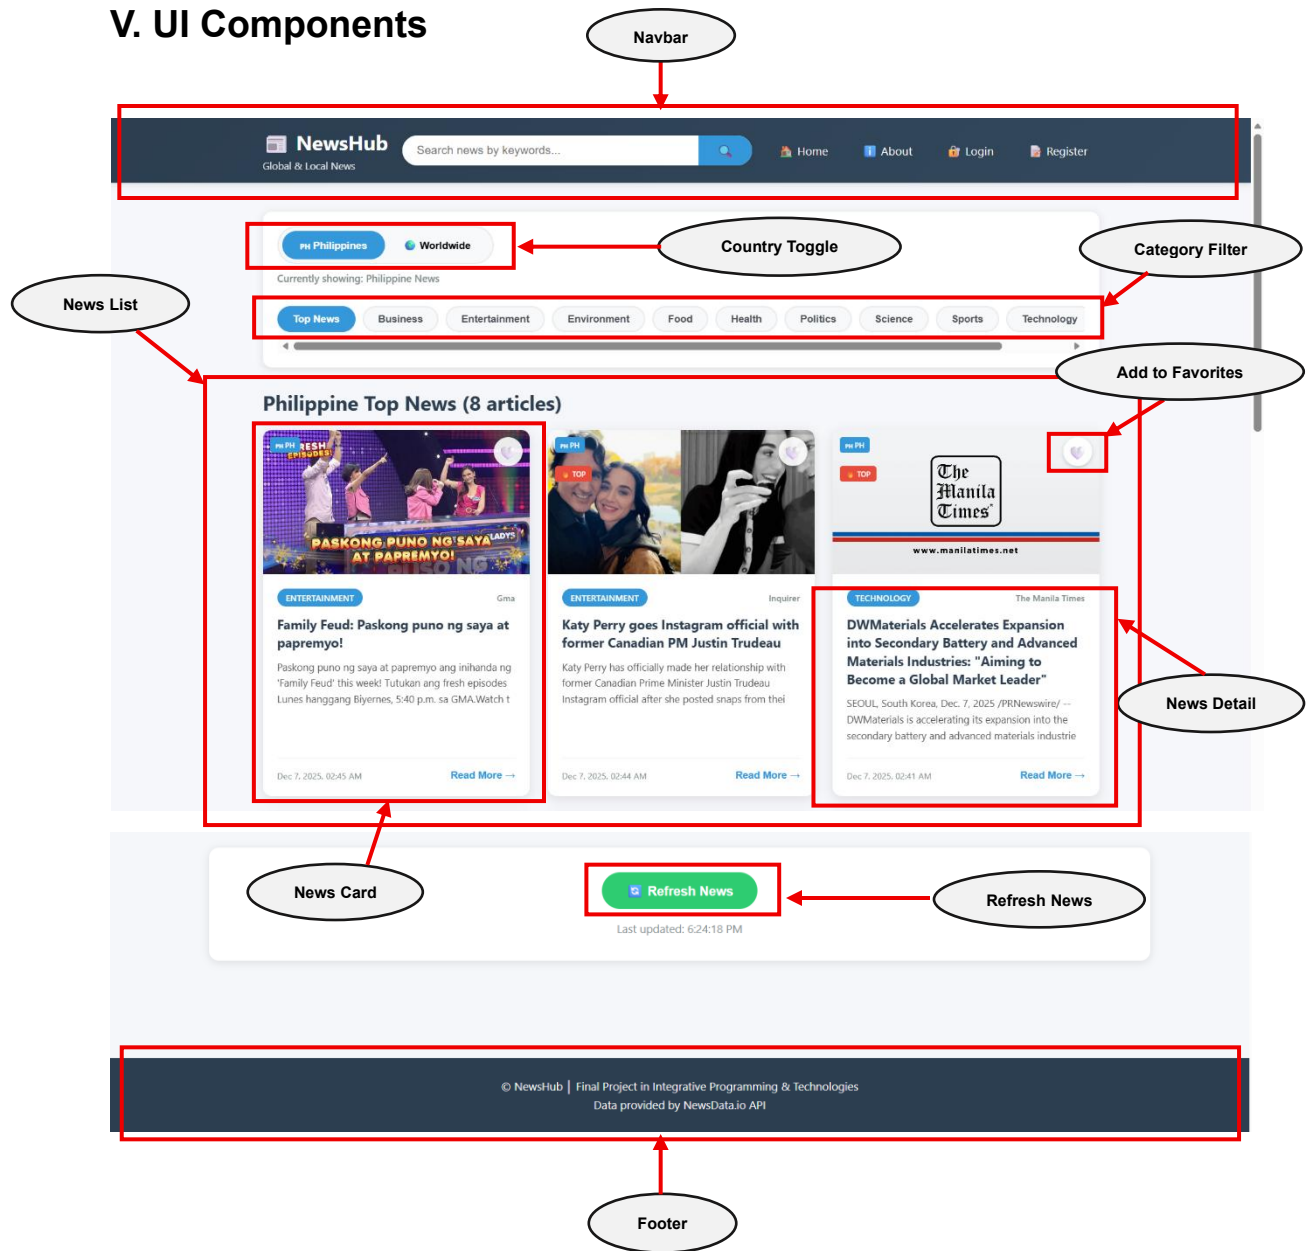 V. UI Components
Navbar
NewsHub
Global & Local News
Search news by keywords...
Home
About
Login
Register
PH Philippines
Worldwide
Country Toggle
Category Filter
Currently showing: Philippine News
News List
Top News
Business
Entertainment
Environment
Food
Health
Politics
Science
Sports
Technology
Add to Favorites
Philippine Top News (8 articles)
PH PH
FRESH
EPISODES!
LADYS
PASKONG PUNO NG SAYA
AT PAPREMYO!
PUSO NG
PH PH
TOP
PH PH
TOP
The
Manila
Times
www.manilatimes.net
ENTERTAINMENT
Gma
Family Feud: Paskong puno ng saya at
papremyo!
Paskong puno ng saya at papremyo ang inihanda ng
'Family Feud' this week! Tutukan ang fresh episodes
Lunes hanggang Biyernes, 5:40 p.m. sa GMA.Watch t
Dec 7, 2025, 02:45 AM
Read More →
ENTERTAINMENT
Inquirer
Katy Perry goes Instagram official with
former Canadian PM Justin Trudeau
Katy Perry has officially made her relationship with
former Canadian Prime Minister Justin Trudeau
Instagram official after she posted snaps from thei
Dec 7, 2025, 02:44 AM
Read More →
TECHNOLOGY
The Manila Times
DWMaterials Accelerates Expansion
into Secondary Battery and Advanced
Materials Industries: "Aiming to
Become a Global Market Leader"
SEOUL, South Korea, Dec. 7, 2025 /PRNewswire/ --
DWMaterials is accelerating its expansion into the
secondary battery and advanced materials industrie
Dec 7, 2025, 02:41 AM
Read More →
News Detail
News Card
Refresh News
Refresh News
Last updated: 6:24:18 PM
© NewsHub | Final Project in Integrative Programming & Technologies
Data provided by NewsData.io API
Footer